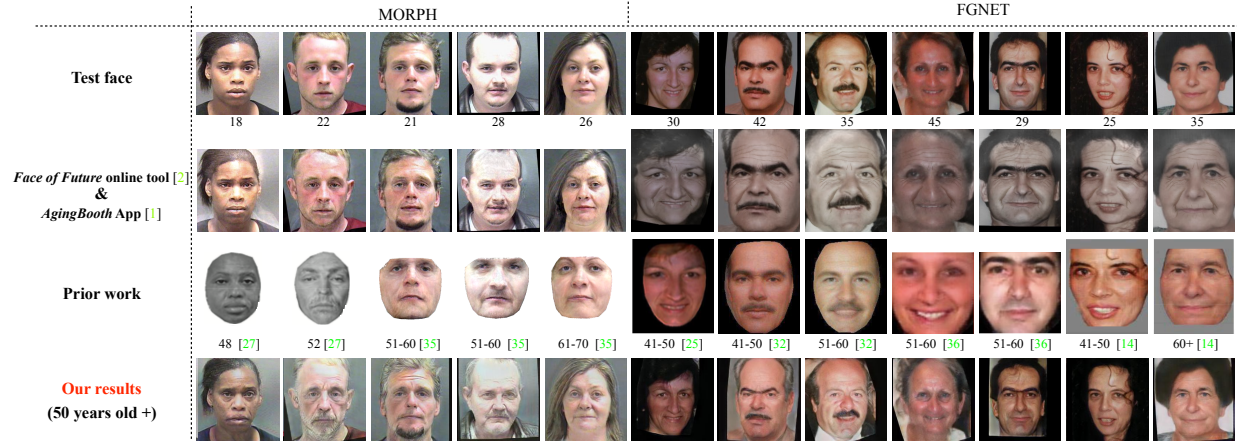 MORPH
FGNET
Test face
18 22 21 28 26 30 42 35 45 29 25 35
Face of Future online tool [2]
&
AgingBooth App [1]
Prior work
48 [27] 52 [27] 51-60 [35] 51-60 [35] 61-70 [35] 41-50 [25] 41-50 [32] 51-60 [32] 51-60 [36] 51-60 [36] 41-50 [14] 60+ [14]
Our results
(50 years old +)